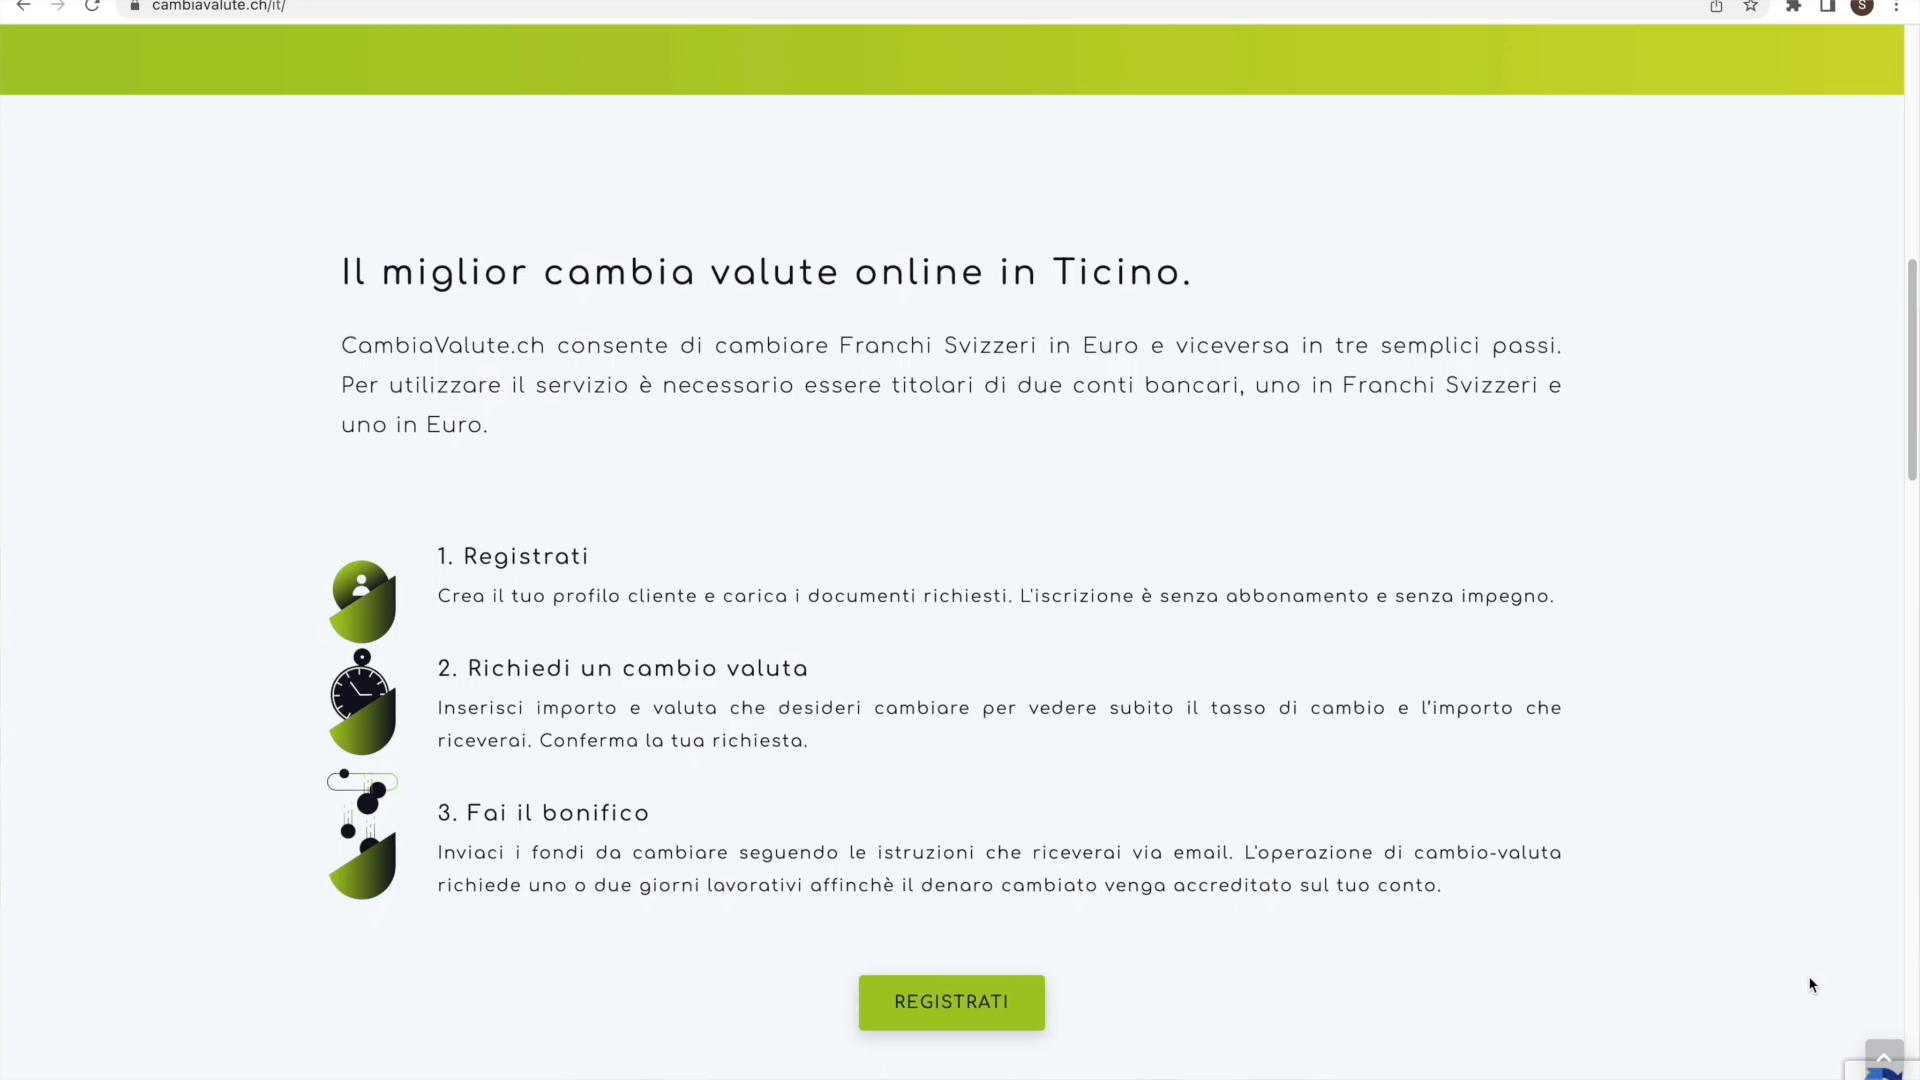 cambiavalute.ch/it/
S
Il miglior cambia valute online in Ticino.
CambiaValute.ch consente di cambiare Franchi Svizzeri in Euro e viceversa in tre semplici passi.
Per utilizzare il servizio è necessario essere titolari di due conti bancari, uno in Franchi Svizzeri e
uno in Euro.
1. Registrati
Crea il tuo profilo cliente e carica i documenti richiesti. L'iscrizione è senza abbonamento e senza impegno.
2. Richiedi un cambio valuta
Inserisci importo e valuta che desideri cambiare per vedere subito il tasso di cambio e l’importo che
riceverai. Conferma la tua richiesta.
3. Fai il bonifico
Inviaci i fondi da cambiare seguendo le istruzioni che riceverai via email. L'operazione di cambio-valuta
richiede uno o due giorni lavorativi affinchè il denaro cambiato venga accreditato sul tuo conto.
REGISTRATI